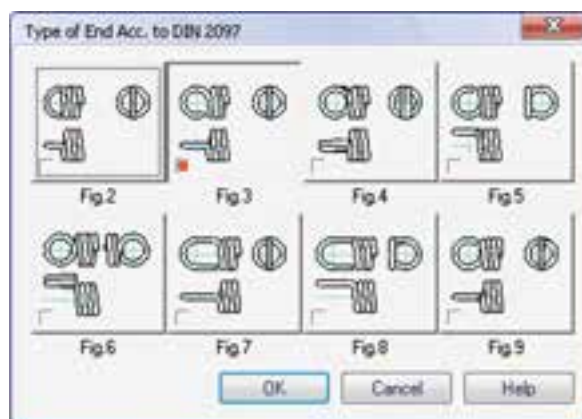 Type of End Acc. to DIN 2097
Fig.2 Fig.3 Fig.4 Fig.5
Fig.6 Fig.7 Fig.8 Fig.9
OK Cancel Help